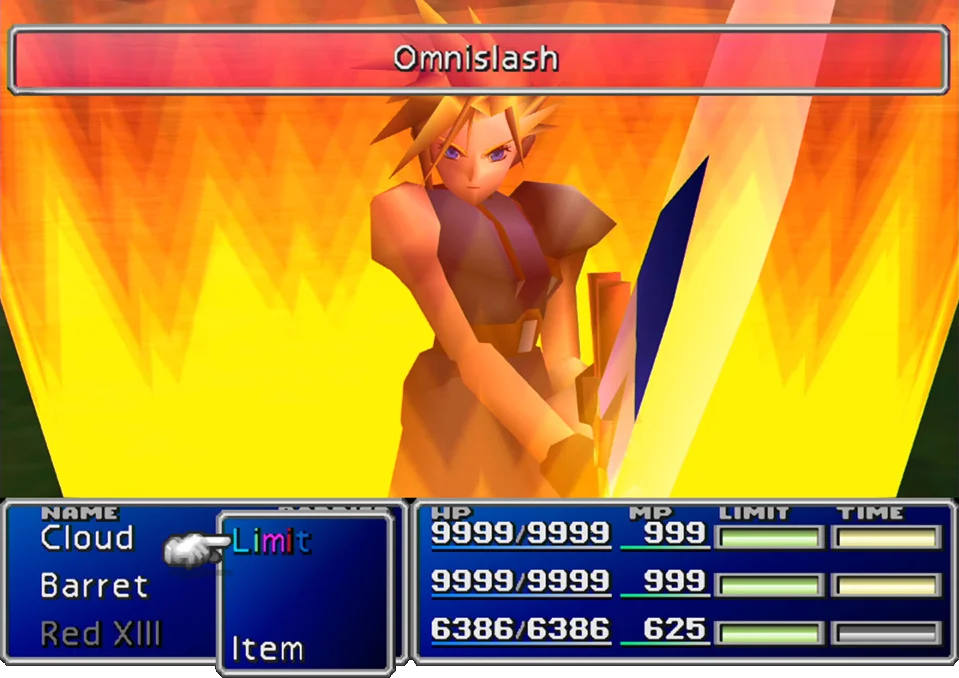 Omnislash
NAME HP MP LIMIT TIME
Cloud Limit 9999/9999 999
Barret 9999/9999 999
Red XIII Item 6386/6386 625